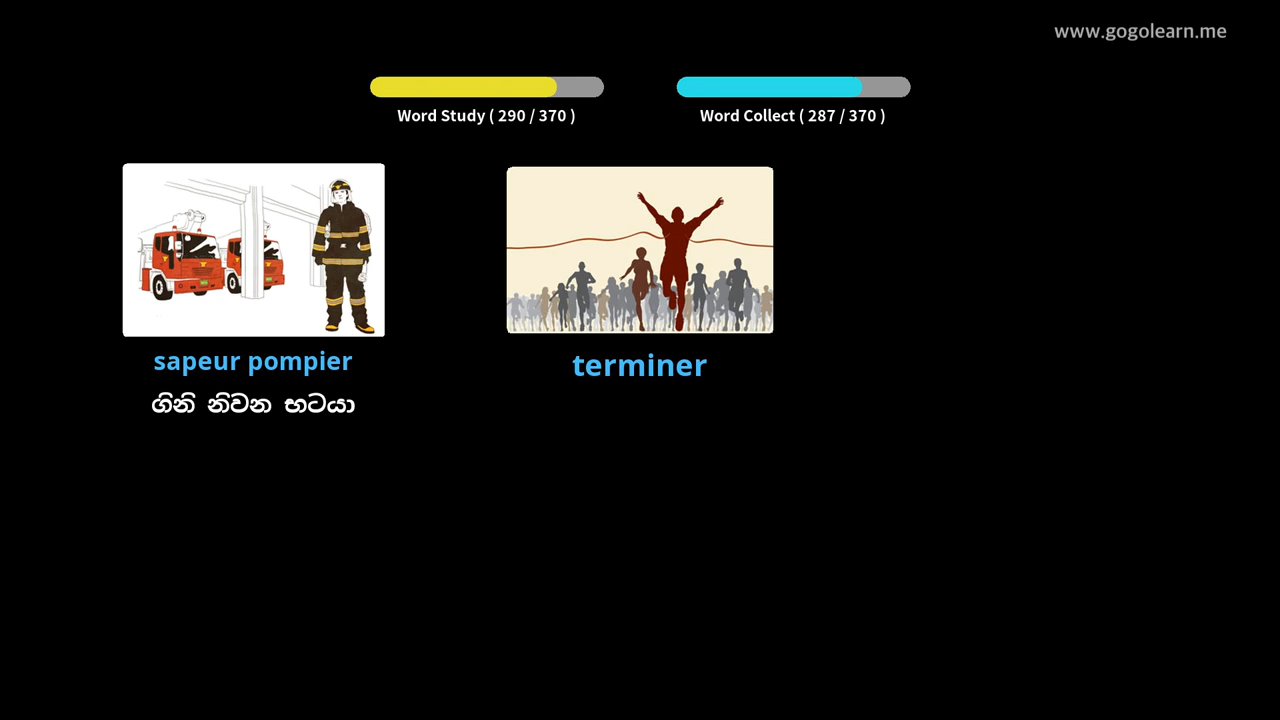 www.gogolearn.me
Word Study ( 290 / 370 )
Word Collect ( 287 / 370 )
sapeur pompier
ගිනි නිවන භටයා
terminer